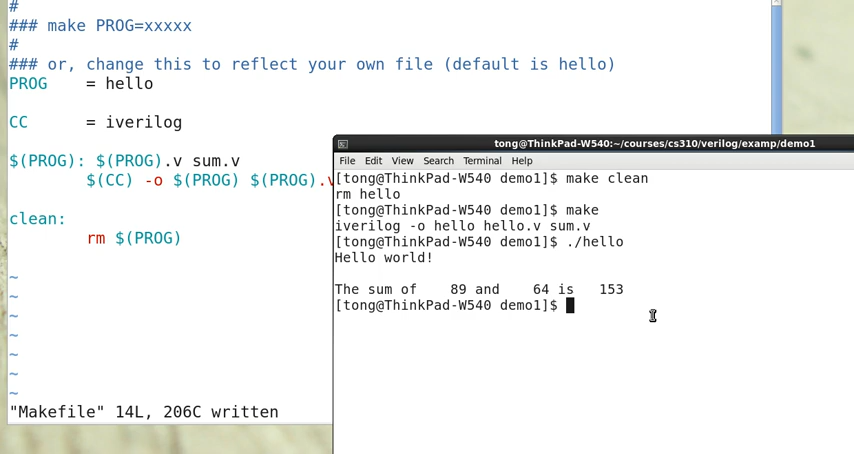 #
### make PROG=xxxxx
#
### or, change this to reflect your own file (default is hello)
PROG    = hello
CC      = iverilog
$(PROG): $(PROG).v sum.v
        $(CC) -o $(PROG) $(PROG).v
clean:
        rm $(PROG)
~
~
~
~
~
~
~
"Makefile" 14L, 206C written
tong@ThinkPad-W540:~/courses/cs310/verilog/examp/demo1
File Edit View Search Terminal Help
[tong@ThinkPad-W540 demo1]$ make clean
rm hello
[tong@ThinkPad-W540 demo1]$ make
iverilog -o hello hello.v sum.v
[tong@ThinkPad-W540 demo1]$ ./hello
Hello world!
The sum of    89 and    64 is   153
[tong@ThinkPad-W540 demo1]$